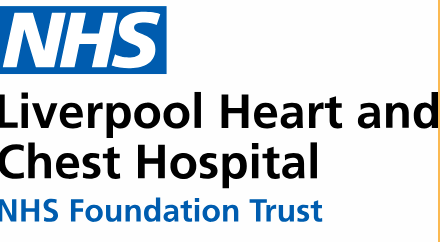 NHS
Liverpool Heart and
Chest Hospital
NHS Foundation Trust